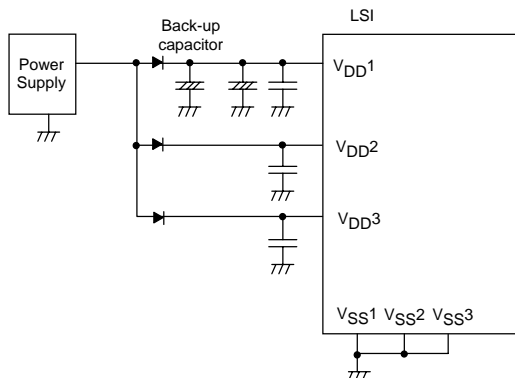 LSI
Back-up
capacitor
Power
Supply
VDD1
VDD2
VDD3
VSS1 VSS2 VSS3